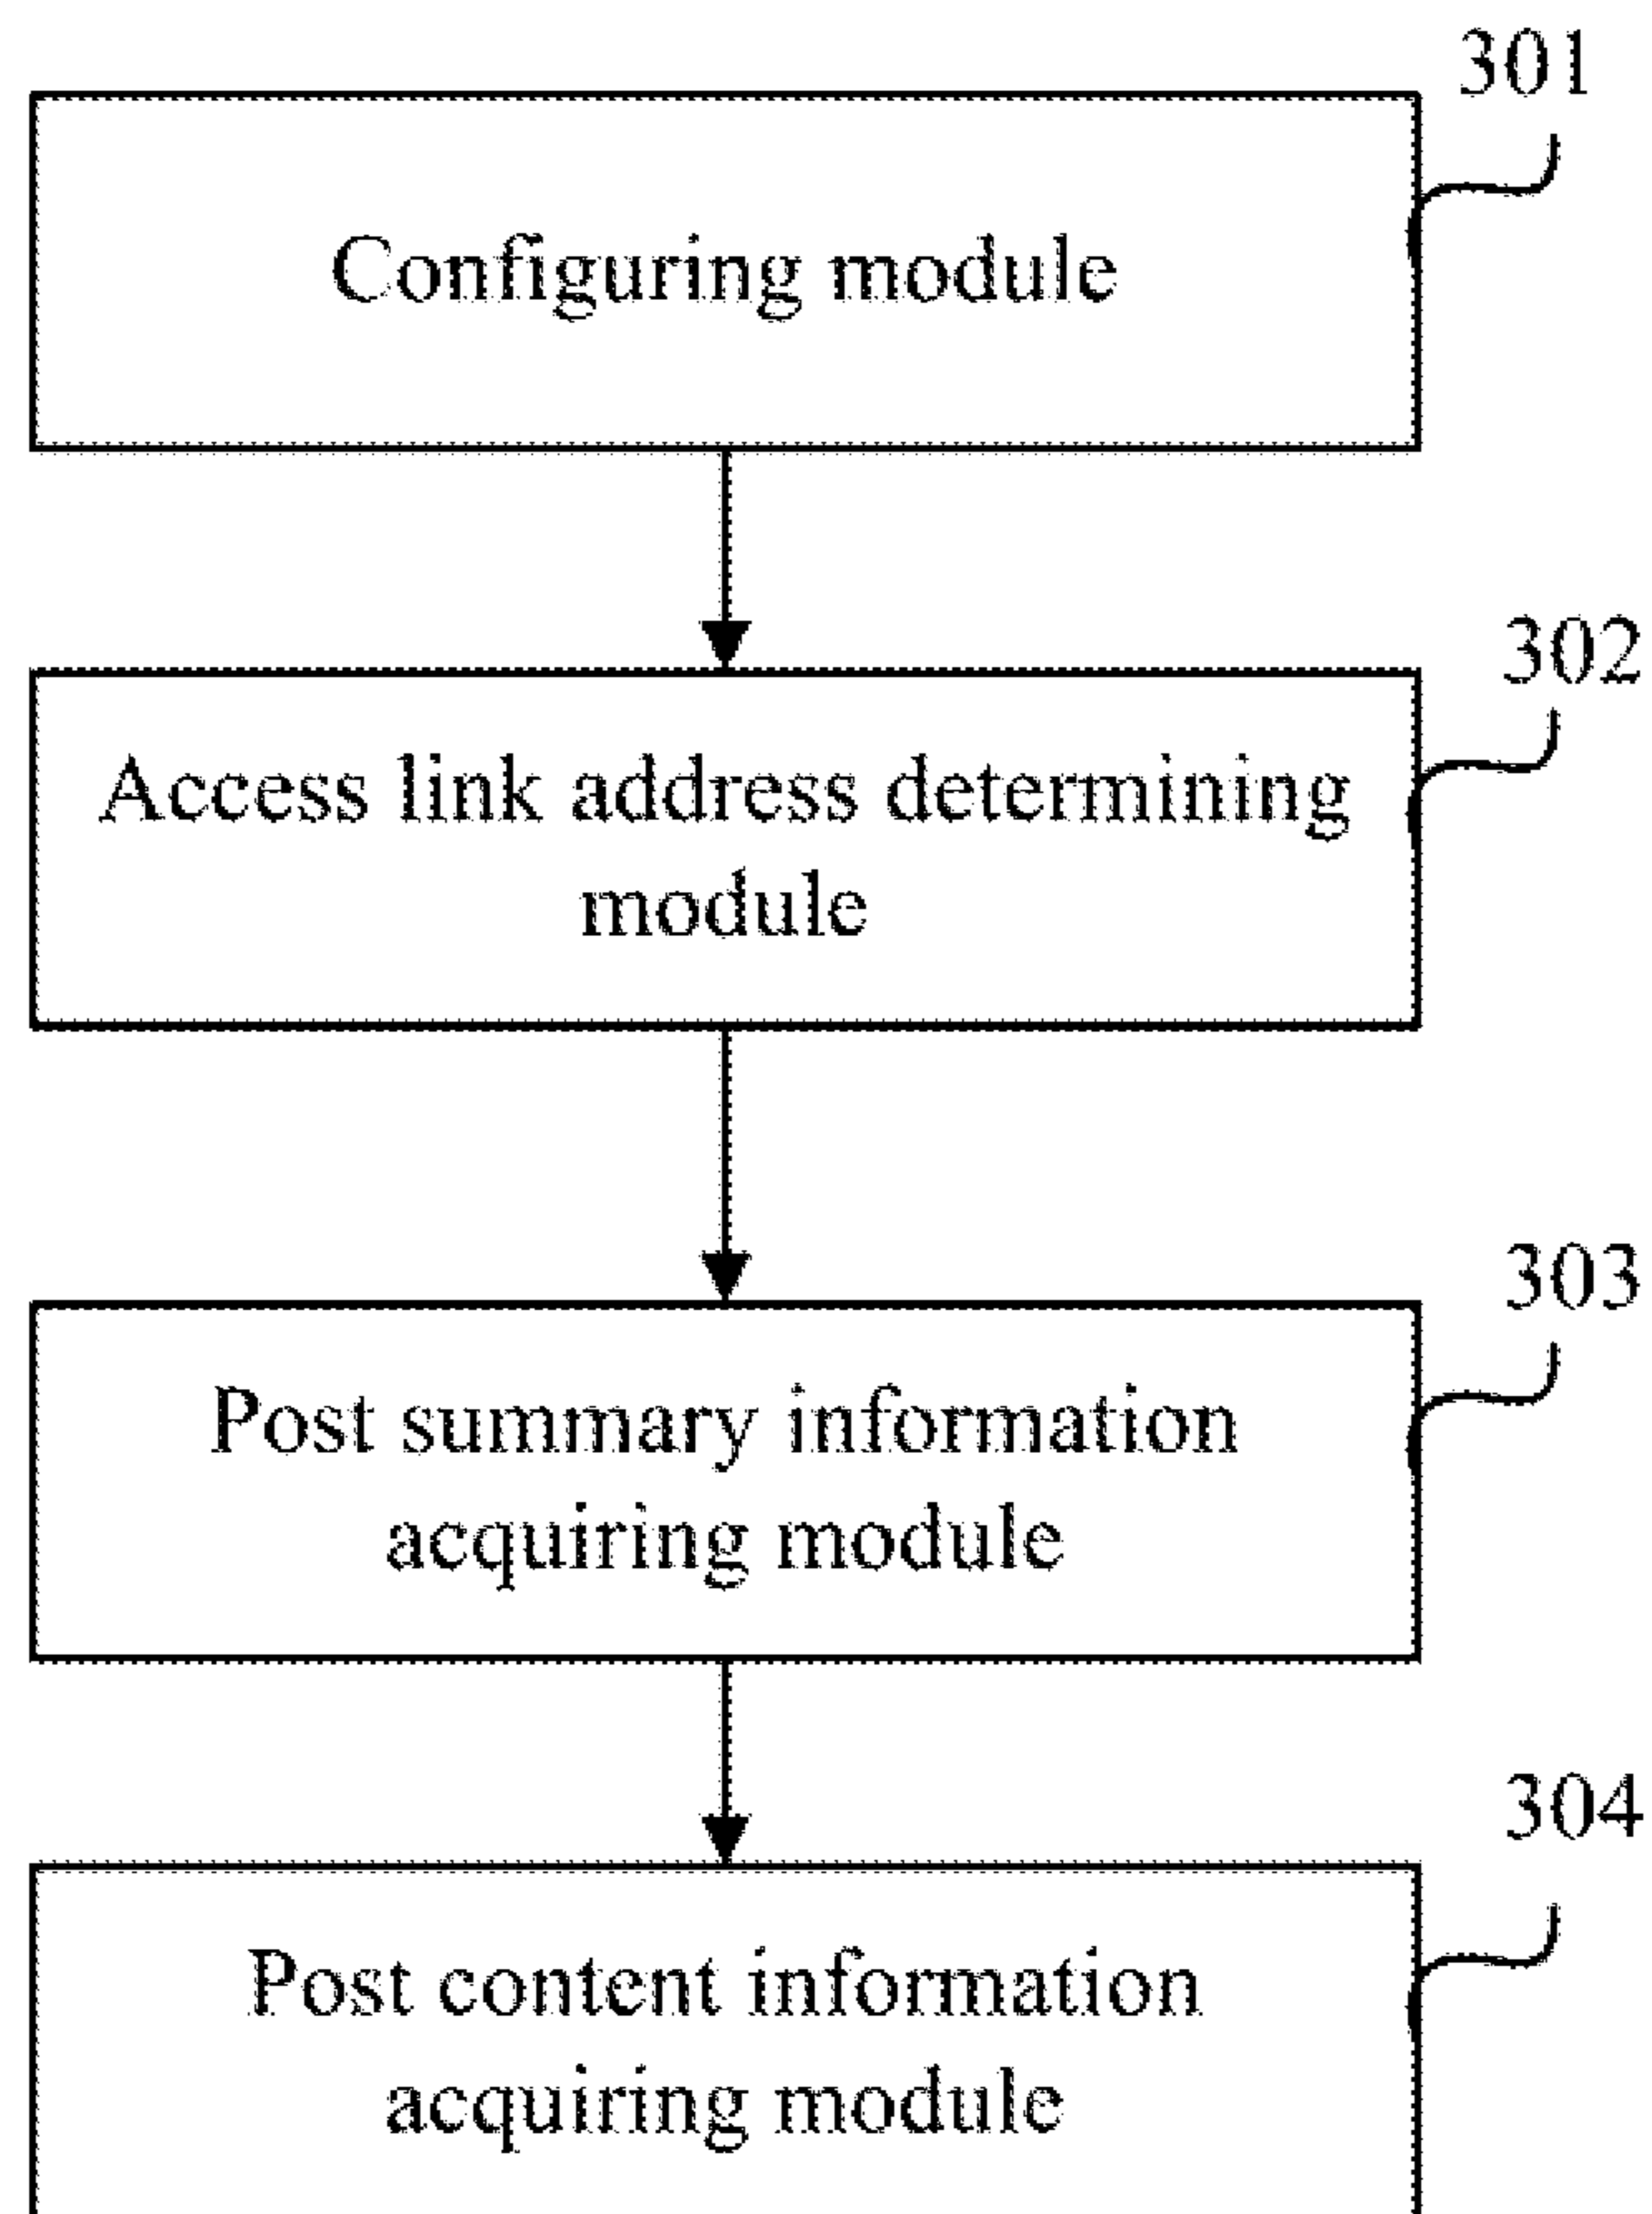 301
Configuring module
302
Access link address determining
module
303
Post summary information
acquiring module
304
Post content information
acquiring module